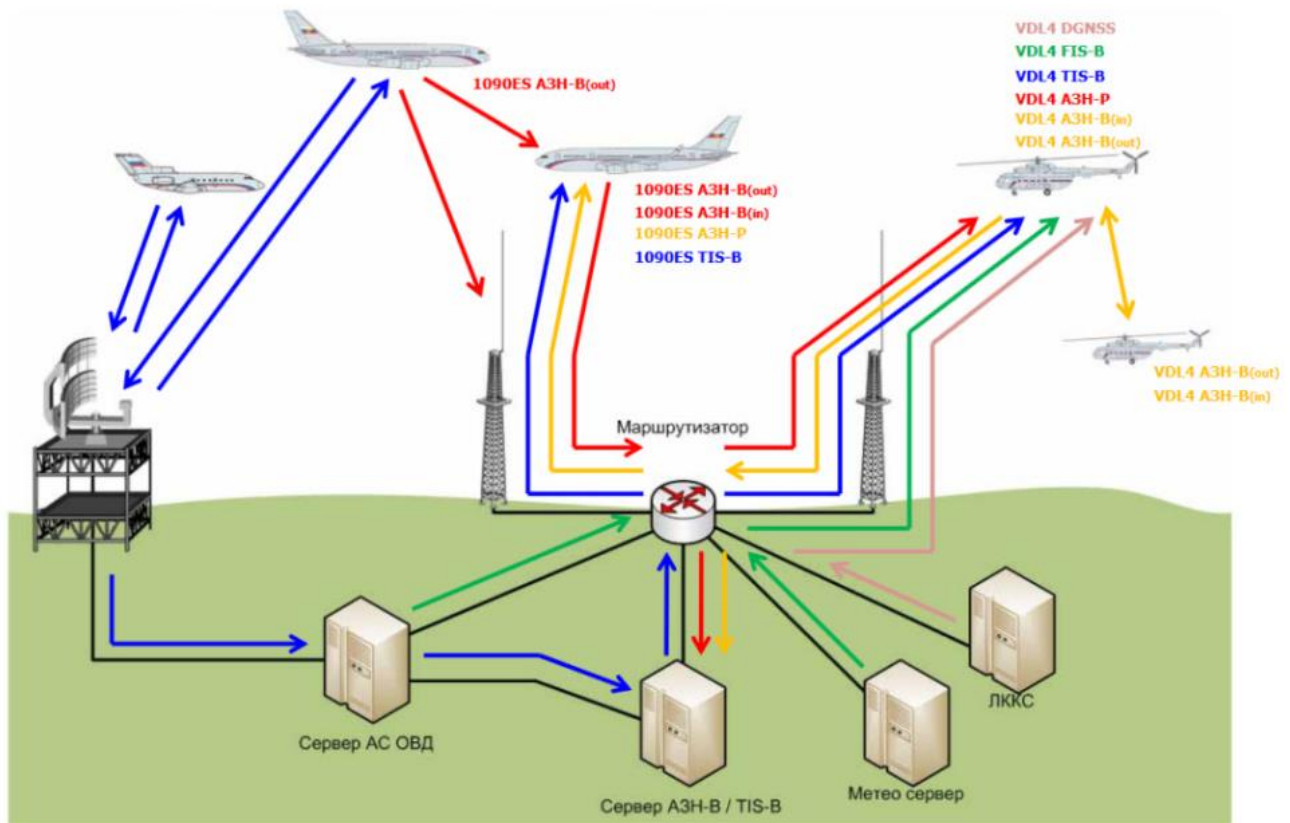 VDL4 DGNSS
VDL4 FIS-B
VDL4 TIS-B
VDL4 АЗН-Р
VDL4 АЗН-В(in)
VDL4 АЗН-В(out)
1090ES АЗН-В(out)
1090ES АЗН-В(out)
1090ES АЗН-В(in)
1090ES АЗН-Р
1090ES TIS-B
VDL4 АЗН-В(out)
VDL4 АЗН-В(in)
Маршрутизатор
ЛККС
Сервер АС ОВД
Метео сервер
Сервер АЗН-В / TIS-B